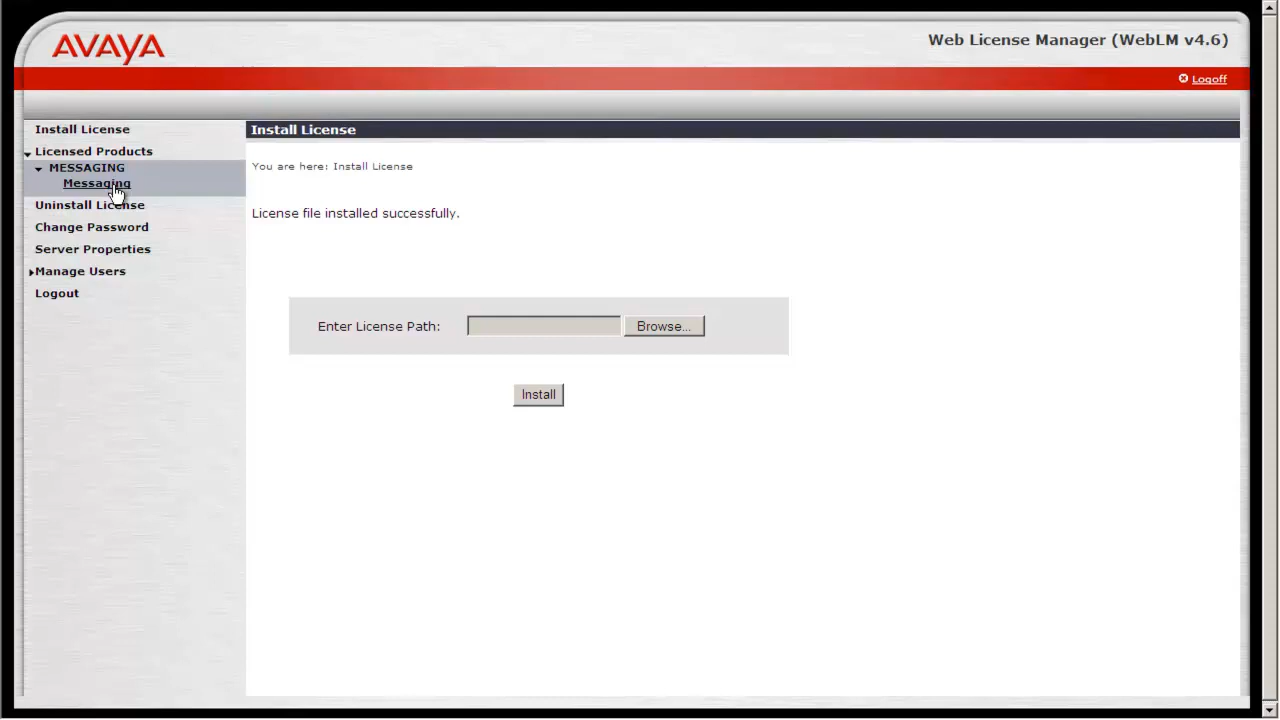 AVAYA
Web License Manager (WebLM v4.6)
Logoff
Install License
Licensed Products
MESSAGING
Messaging
Uninstall License
Change Password
Server Properties
Manage Users
Logout
Install License
You are here: Install License
License file installed successfully.
Enter License Path:
Browse...
Install